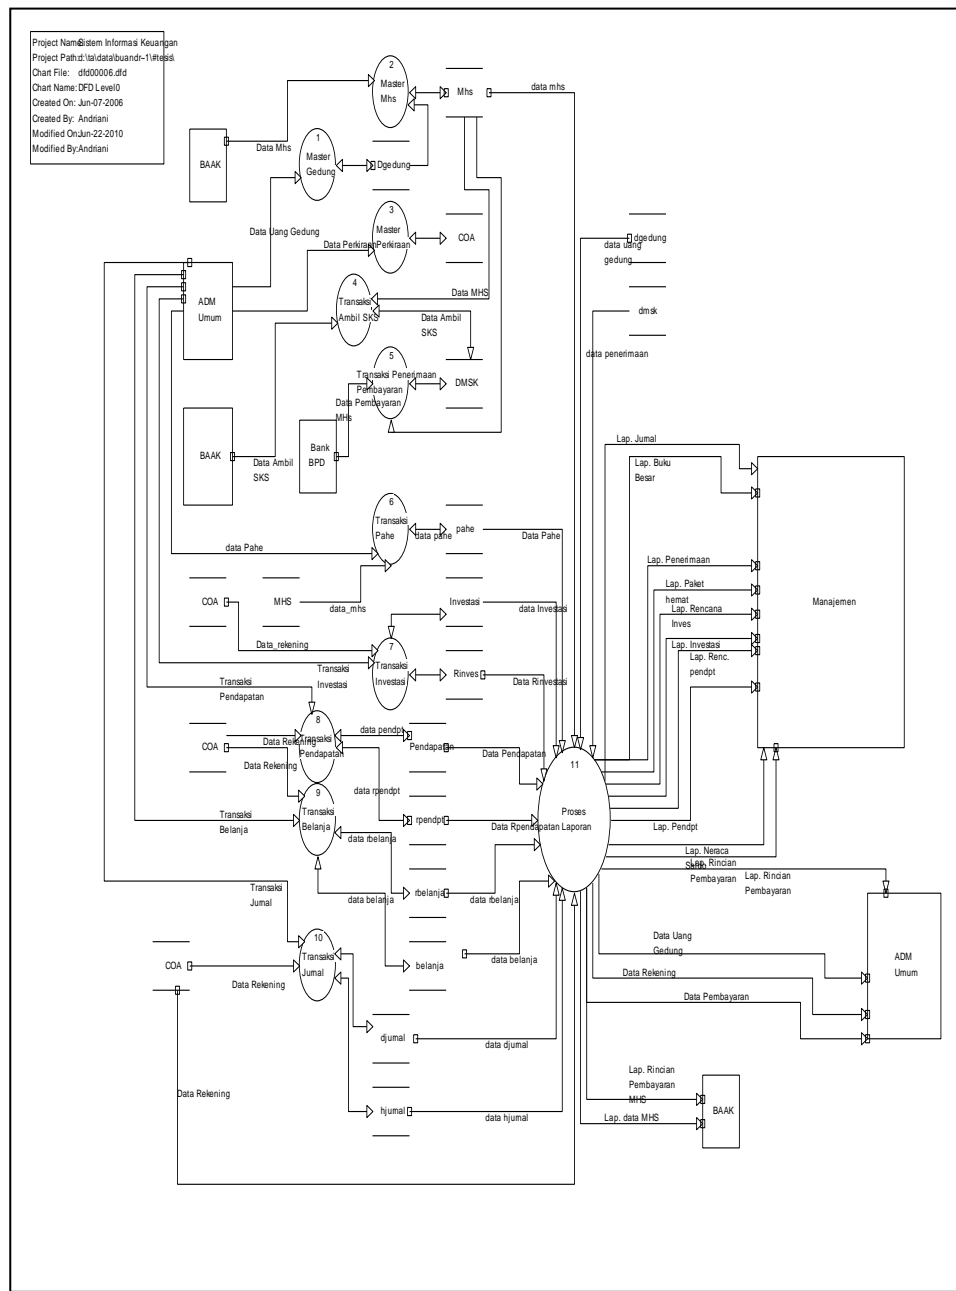 Project Name: Sistem Informasi Keuangan
Project Path: d:\ta\data\buandr~1\#tesis\
Chart File: dfd00006.dfd
Chart Name: DFD Level0
Created On: Jun-07-2006
Created By: Andriani
Modified On: Jun-22-2010
Modified By: Andriani
2
Master
Mhs
Mhs
data mhs
BAAK
Data Mhs
1
Master
Gedung
Dgedung
Data Uang Gedung
3
Master
Perkiraan
Data Perkiraan
COA
dgedung
data uang
gedung
ADM
Umum
4
Transaksi
Ambil SKS
Data MHS
Data Ambil
SKS
dmsk
data penerimaan
5
Transaksi Penerimaan
Pembayaran
DMSK
Data Pembayaran
MHs
BAAK
Data Ambil
SKS
Bank
BPD
Lap. Jurnal
Lap. Buku
Besar
6
Transaksi
Pahe
data pahe
pahe
Data Pahe
data Pahe
Lap. Penerimaan
Lap. Paket
hemat
Manajemen
COA
MHS
data_mhs
Investasi
data Investasi
Lap. Rencana
Inves
Data_rekening
7
Transaksi
Investasi
Rinves
Data Rinvestasi
Lap. Investasi
Lap. Renc.
pendpt
Transaksi
Investasi
Transaksi
Pendapatan
8
Transaksi
Pendapatan
data pendpt
Pendapatan
Data Pendapatan
COA
Data Rekening
Data Rekening
data rpendpt
11
Proses
Laporan
9
Transaksi
Belanja
Transaksi
Belanja
rpendpt
Data Rpendapatan
Lap. Pendpt
data rbelanja
Lap. Neraca
Saldo
Lap. Rincian
Pembayaran
Lap. Rincian
Pembayaran
Transaksi
Jurnal
data belanja
rbelanja
data rbelanja
10
Transaksi
Jurnal
COA
Data Rekening
belanja
data belanja
Data Uang
Gedung
ADM
Umum
Data Rekening
Data Pembayaran
djurnal
data djurnal
Data Rekening
hjurnal
data hjurnal
Lap. Rincian
Pembayaran
MHS
Lap. data MHS
BAAK